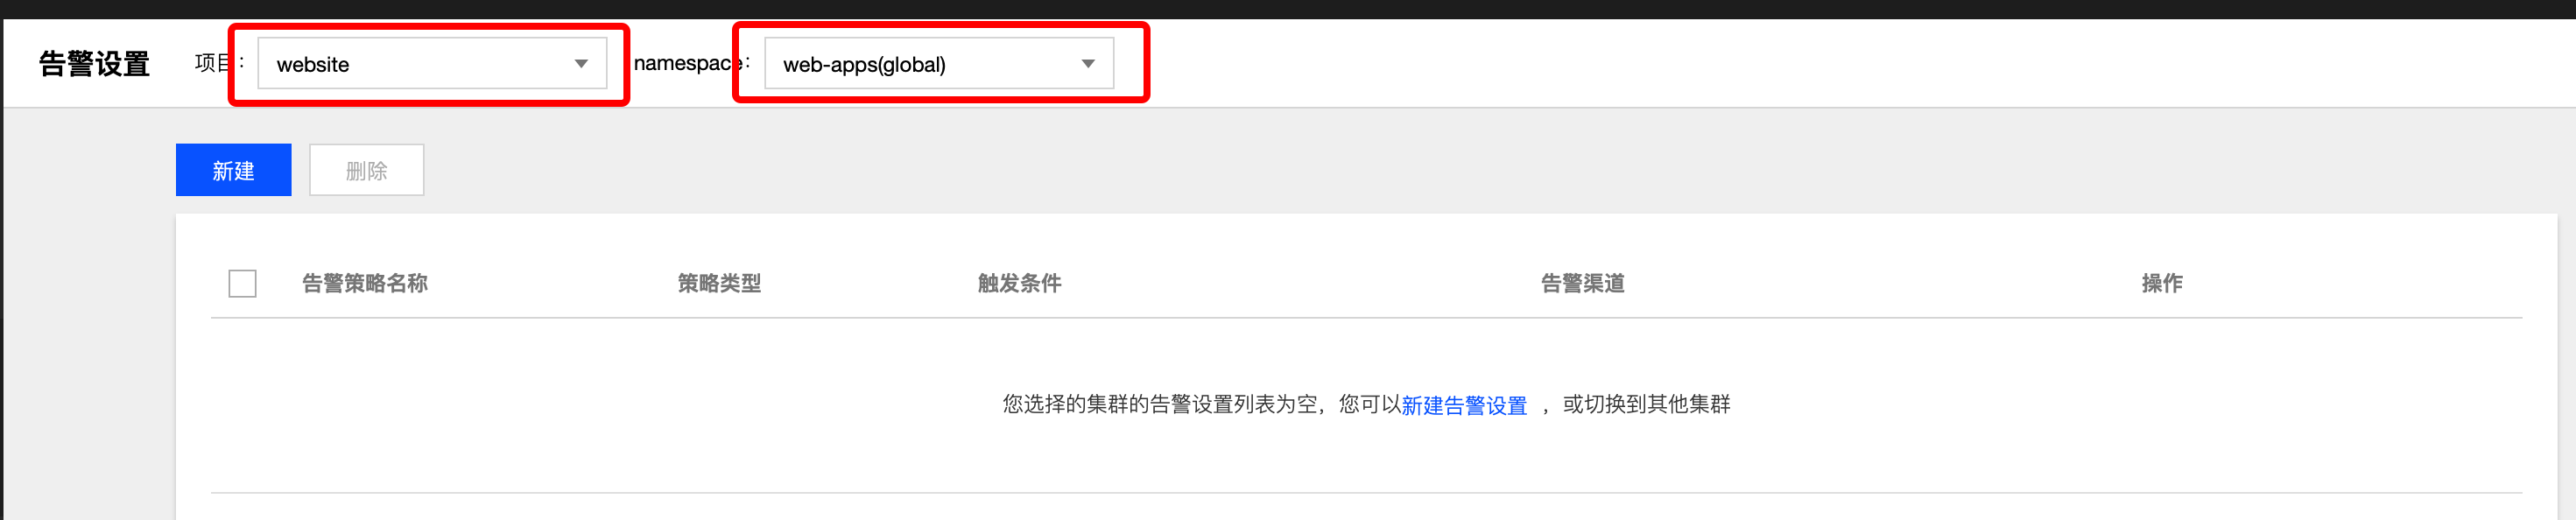 告警设置 项目： website namespace： web-apps(global)
新建 删除
告警策略名称 策略类型 触发条件 告警渠道 操作
您选择的集群的告警设置列表为空，您可以新建告警设置 ，或切换到其他集群